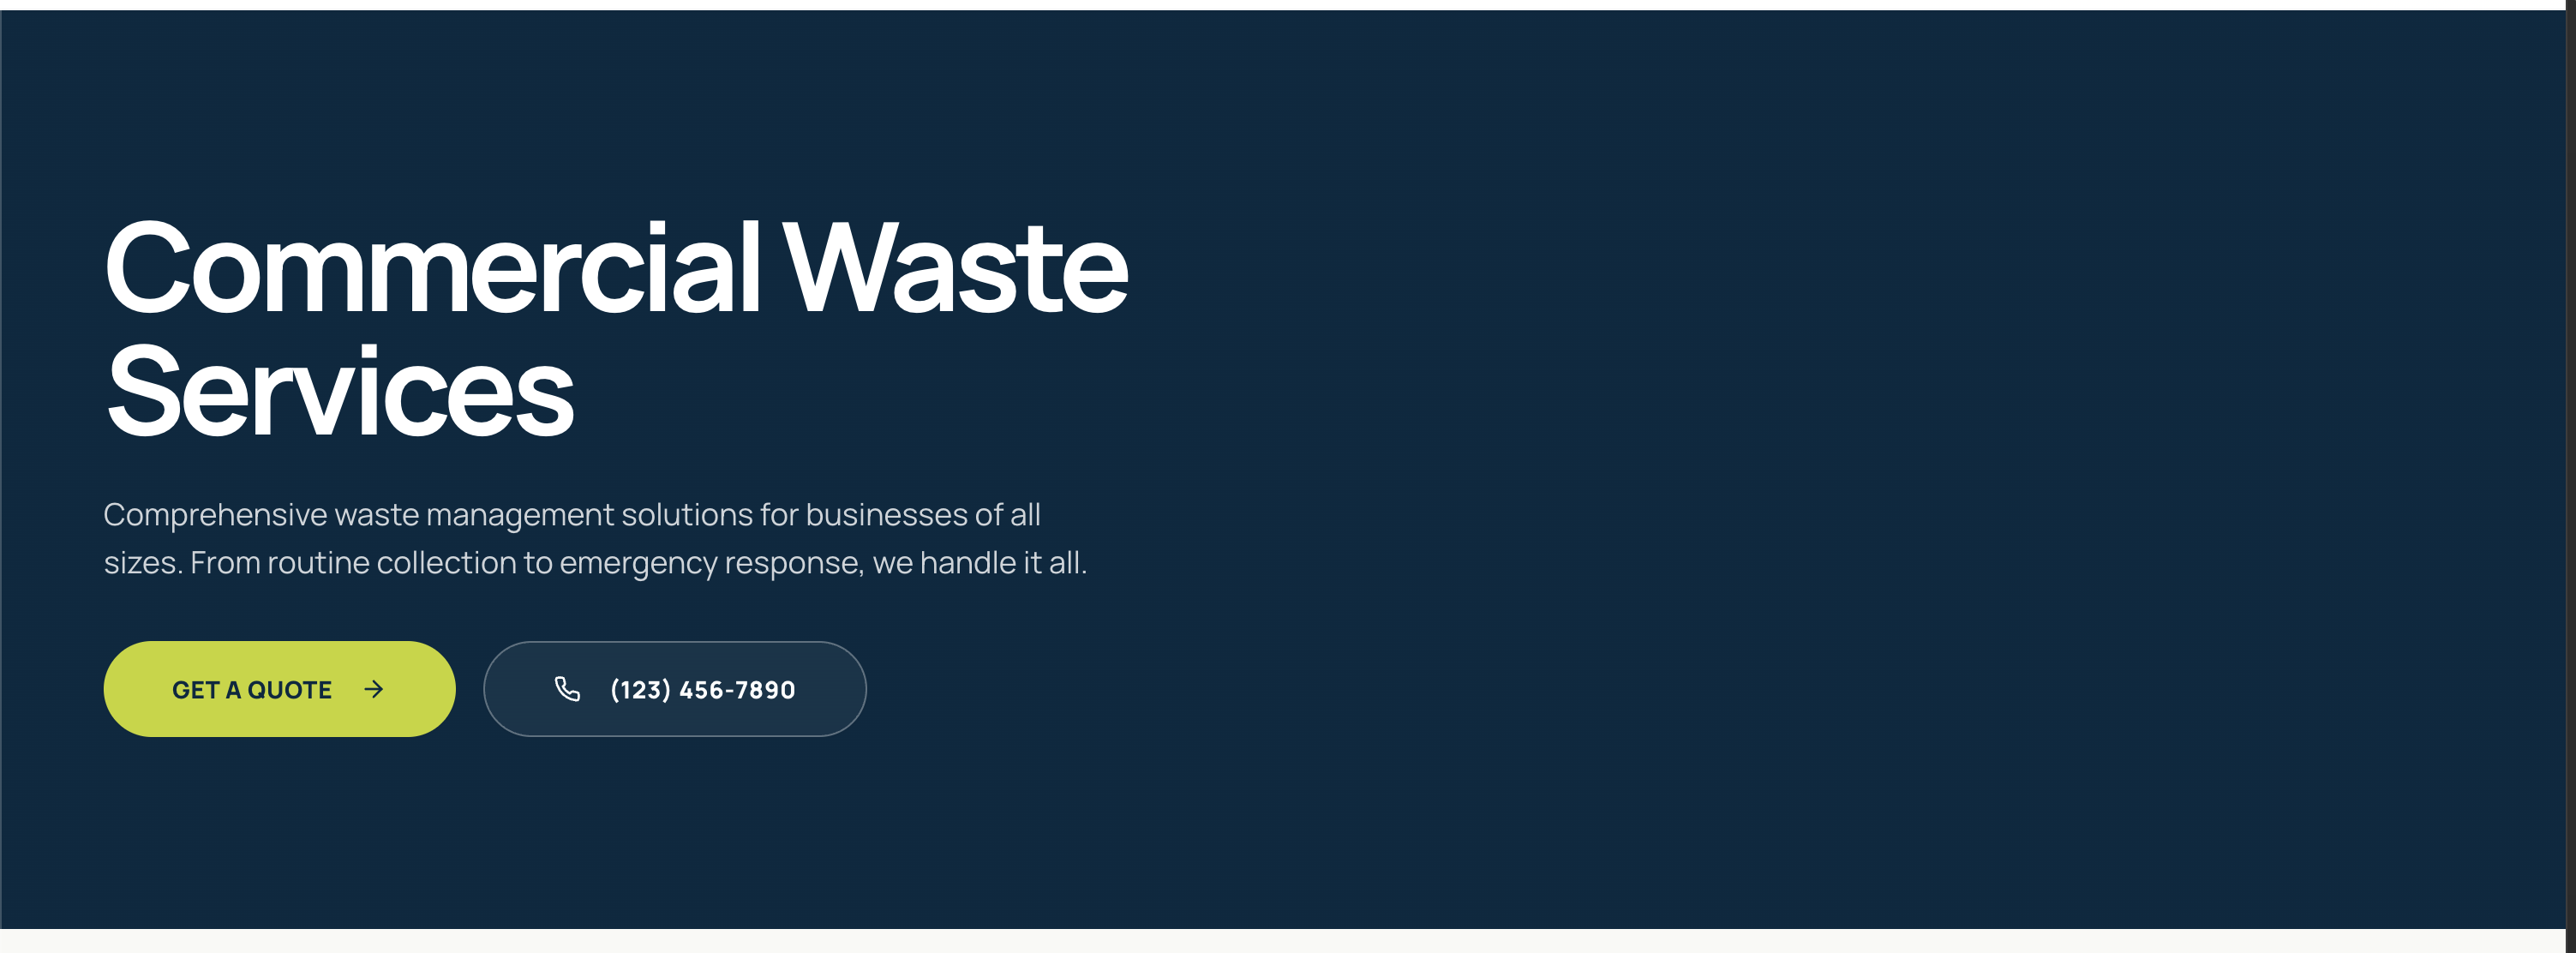 Commercial Waste
Services
Comprehensive waste management solutions for businesses of all
sizes. From routine collection to emergency response, we handle it all.
GET A QUOTE
(123) 456-7890